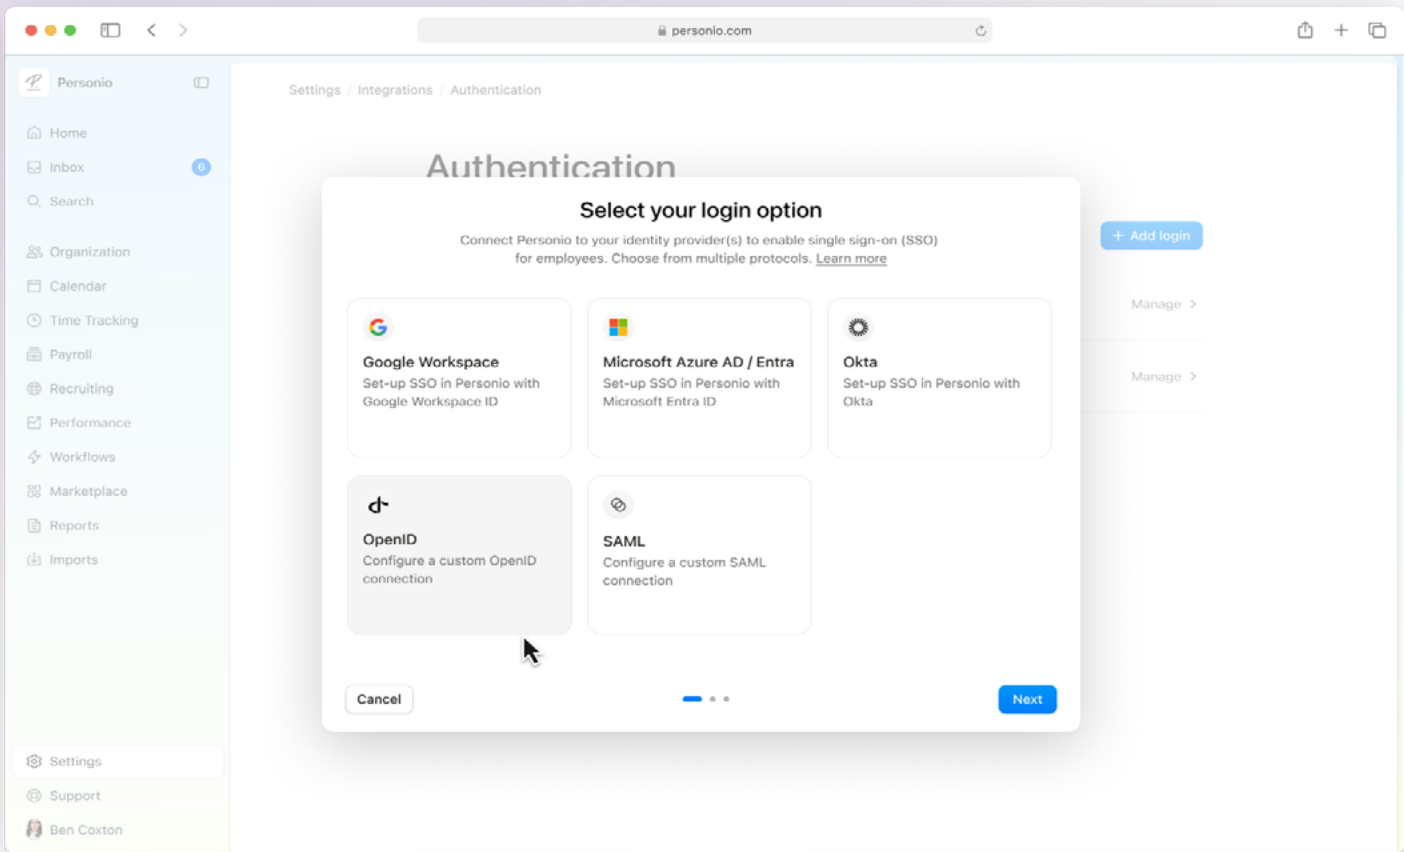 personio.com
Personio
Home
Inbox
6
Search
Organization
Calendar
Time Tracking
Payroll
Recruiting
Performance
Workflows
Marketplace
Reports
Imports
Settings
Support
Ben Coxton
Settings / Integrations / Authentication
Authentication
+ Add login
Manage >
Manage >
Select your login option
Connect Personio to your identity provider(s) to enable single sign-on (SSO)
for employees. Choose from multiple protocols. Learn more
Google Workspace
Set-up SSO in Personio with
Google Workspace ID
Microsoft Azure AD / Entra
Set-up SSO in Personio with
Microsoft Entra ID
Okta
Set-up SSO in Personio with
Okta
OpenID
Configure a custom OpenID
connection
SAML
Configure a custom SAML
connection
Cancel
Next